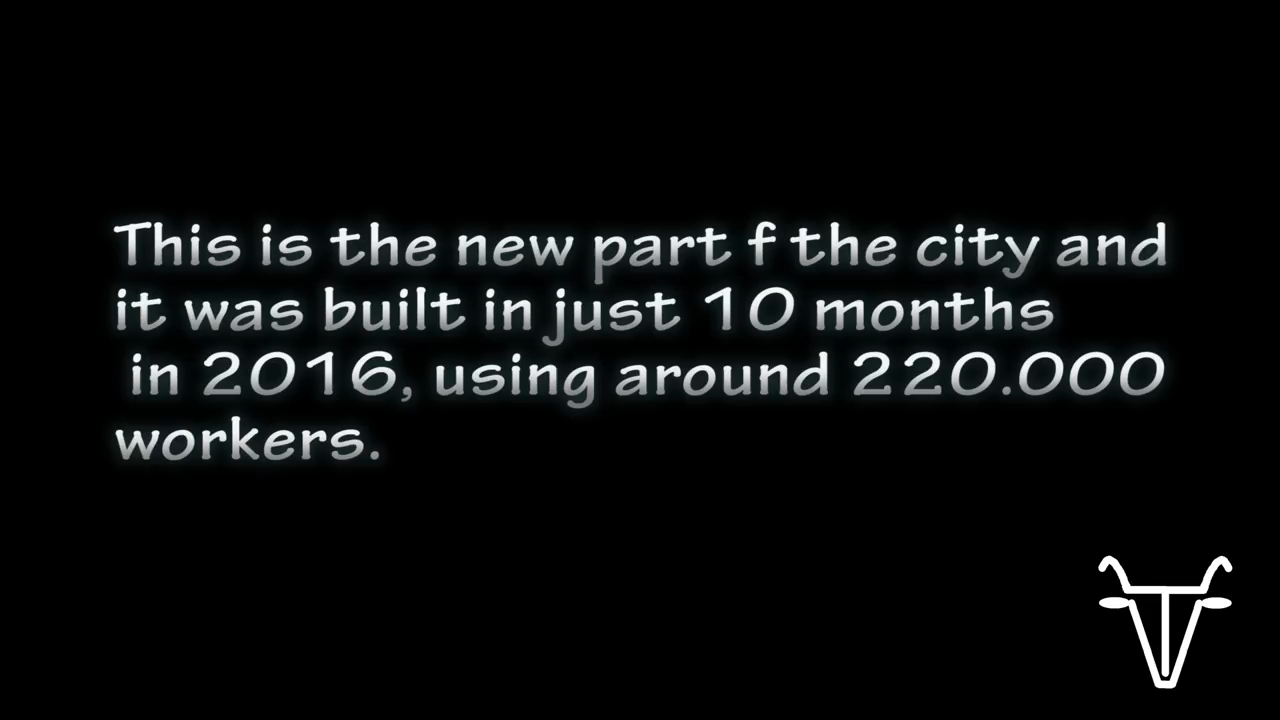 This is the new part f the city and
it was built in just 10 months
in 2016, using around 220.000
workers.